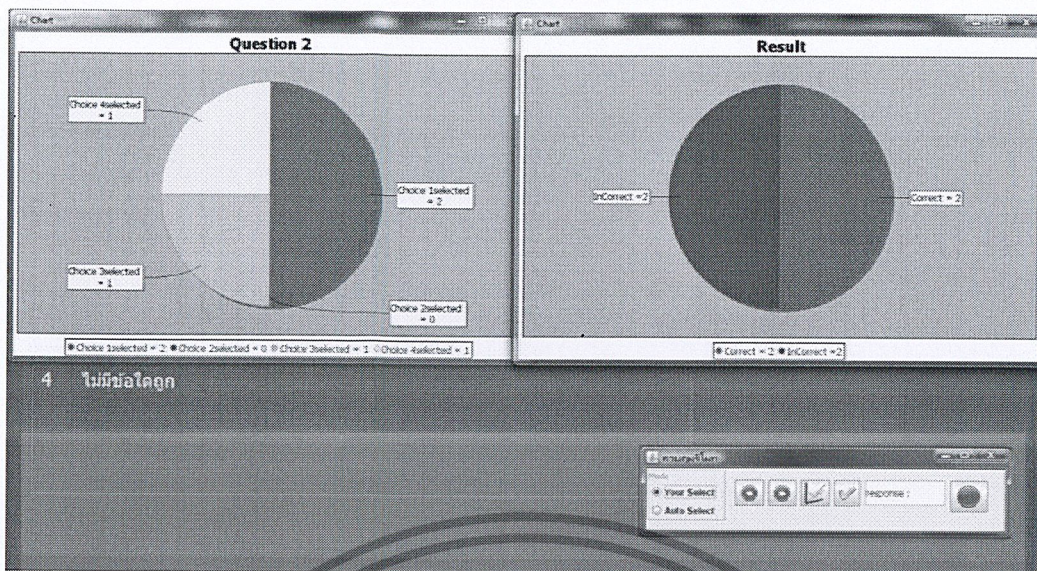 Chart
Question 2
Choice 4selected
= 1
Choice 1selected
= 2
Choice 3selected
= 1
Choice 2selected
= 0
Choice 1selected = 2 Choice 2selected = 0 Choice 3selected = 1 Choice 4selected = 1
Chart
Result
InCorrect =2
Correct = 2
Correct = 2 InCorrect =2
4 ไม่มีข้อใดถูก
Mode
Your Select
Auto Select
response :